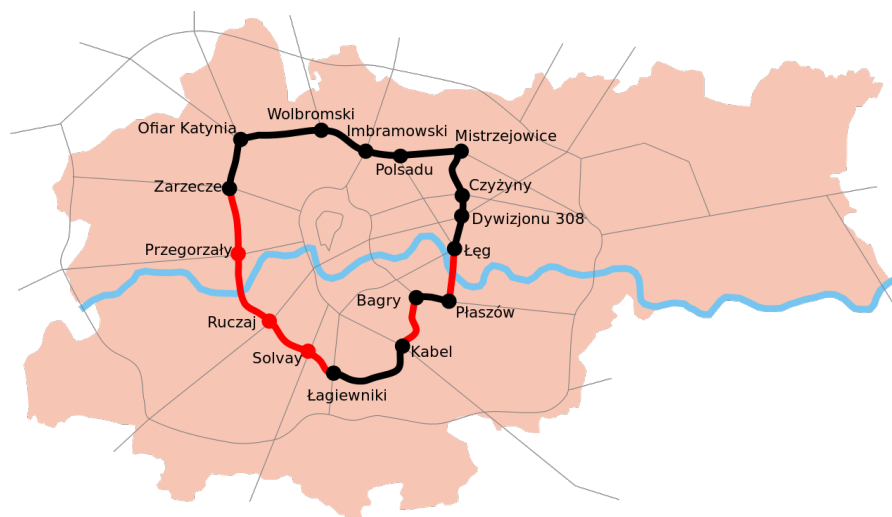 Wolbromski
Ofiar Katynia
Imbramowski
Mistrzejowice
Polsadu
Zarzecze
Czyżyny
Dywizjonu 308
Przegorzały
Łęg
Bagry
Płaszów
Ruczaj
Kabel
Solvay
Łagiewniki